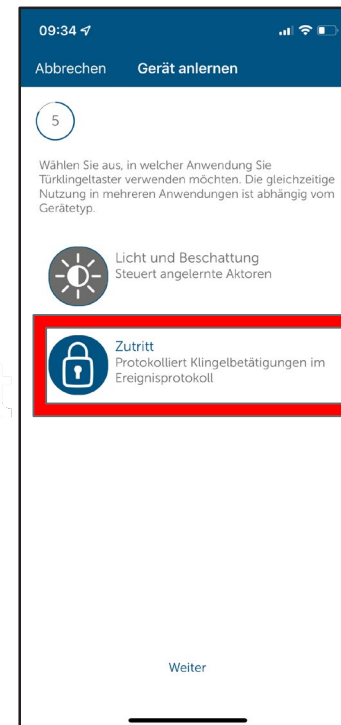 09:34
Abbrechen Gerät anlernen
5
Wählen Sie aus, in welcher Anwendung Sie
Türklingeltaster verwenden möchten. Die gleichzeitige
Nutzung in mehreren Anwendungen ist abhängig vom
Gerätetyp.
Licht und Beschattung
Steuert angelernte Aktoren
Zutritt
Protokolliert Klingelbetätigungen im
Ereignisprotokoll
Weiter